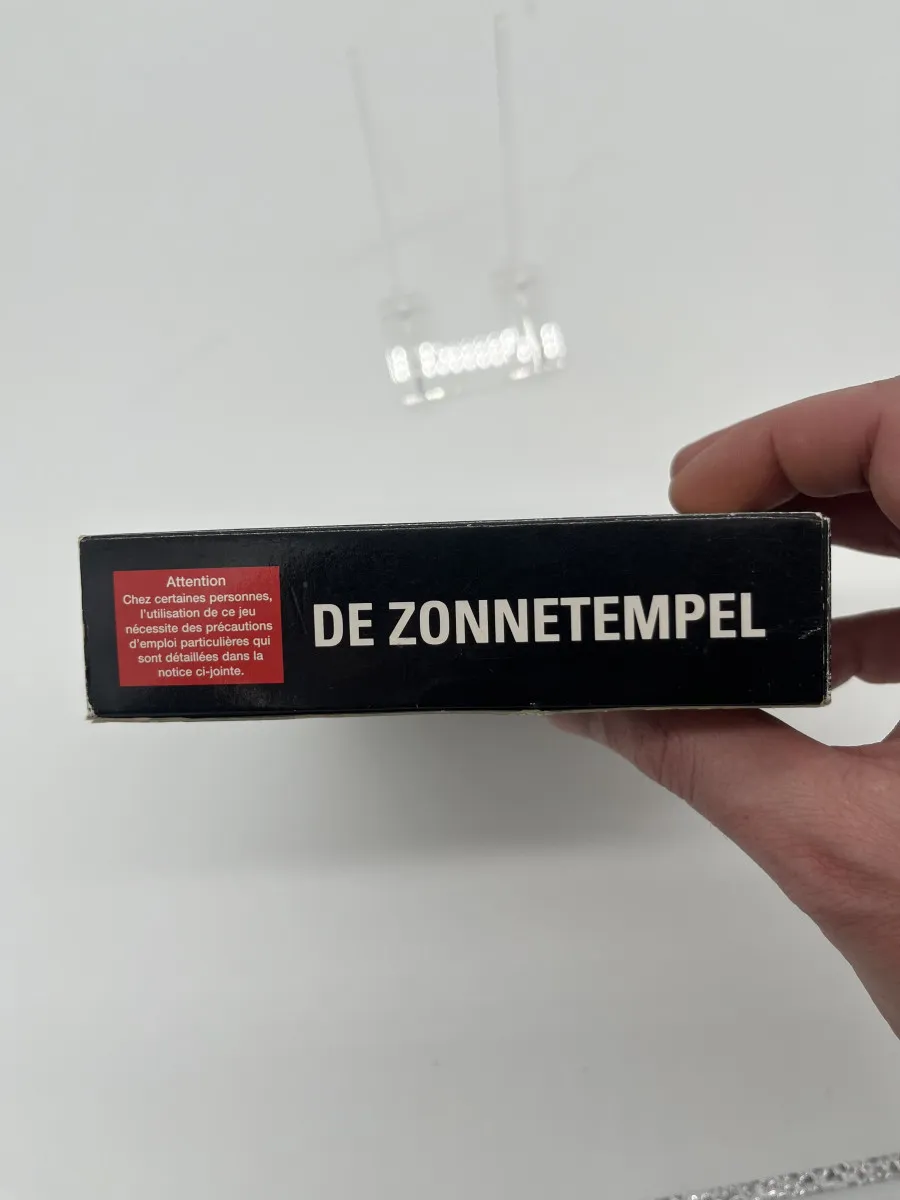 Attention
Chez certaines personnes,
l'utilisation de ce jeu
nécessite des précautions
d'emploi particulières qui
sont détaillées dans la
notice ci-jointe.
DE ZONNETEMPEL